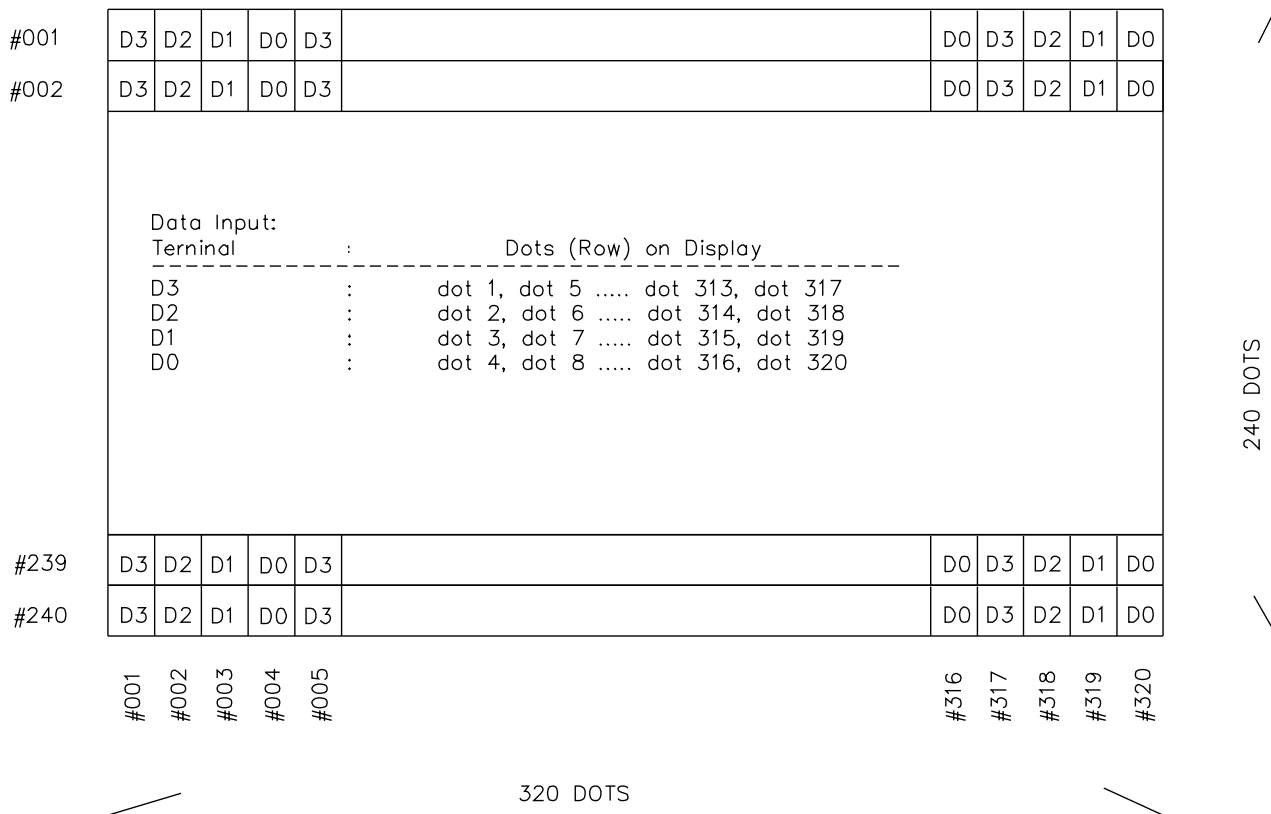 #001 D3 D2 D1 D0 D3 D0 D3 D2 D1 D0
#002 D3 D2 D1 D0 D3 D0 D3 D2 D1 D0
Data Input:
Terninal : Dots (Row) on Display
D3 : dot 1, dot 5 ..... dot 313, dot 317
D2 : dot 2, dot 6 ..... dot 314, dot 318
D1 : dot 3, dot 7 ..... dot 315, dot 319
D0 : dot 4, dot 8 ..... dot 316, dot 320
240 DOTS
#239 D3 D2 D1 D0 D3 D0 D3 D2 D1 D0
#240 D3 D2 D1 D0 D3 D0 D3 D2 D1 D0
#001 #002 #003 #004 #005 #316 #317 #318 #319 #320
320 DOTS